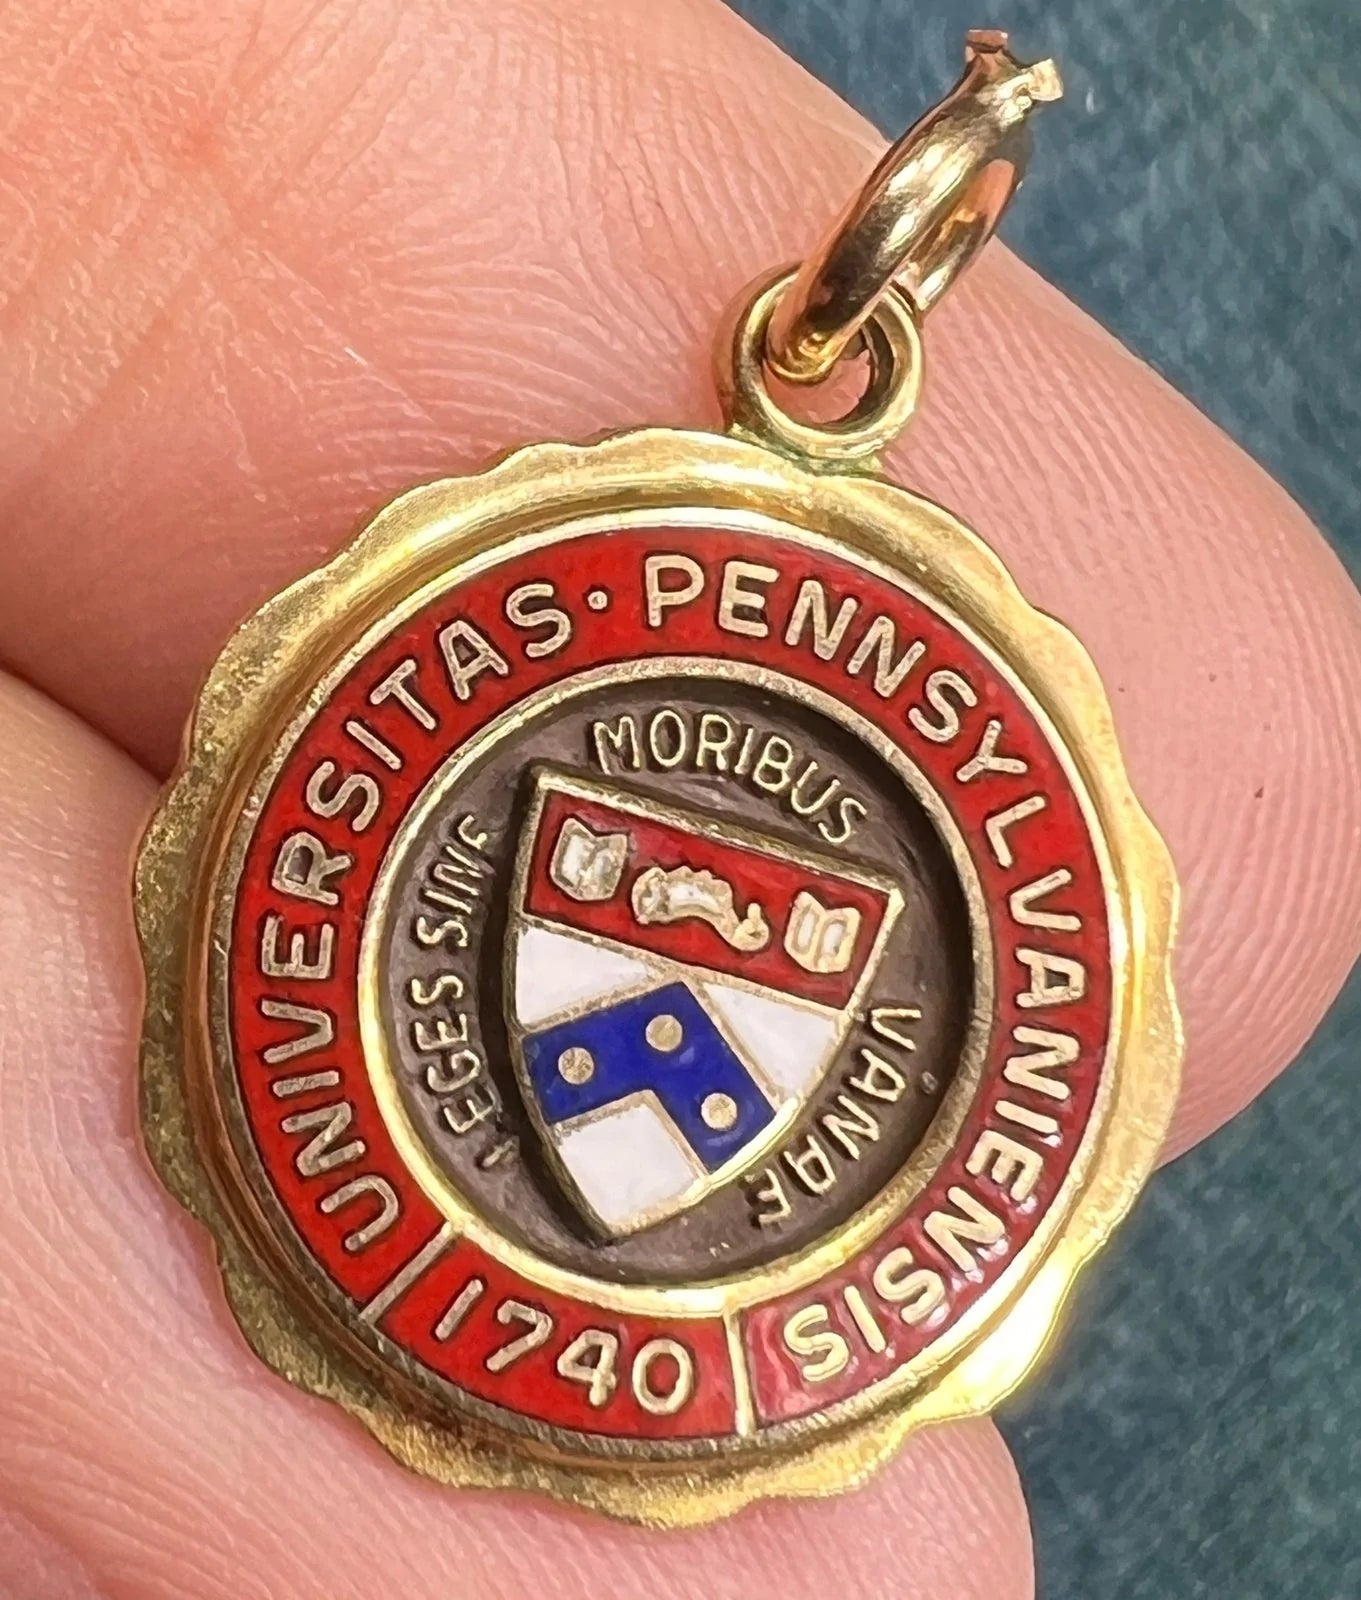 UNIVERSITAS · PENNSYLVANIENSIS
1740
LEGES SINE MORIBUS VANAE